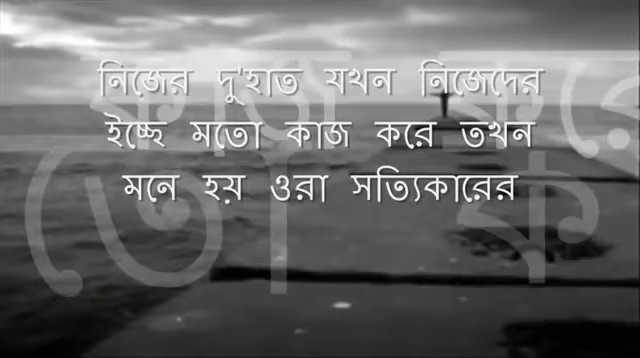 নিজের দু'হাত যখন নিজেদের
ইচ্ছে মতো কাজ করে তখন
মনে হয় ওরা সত্যিকারের